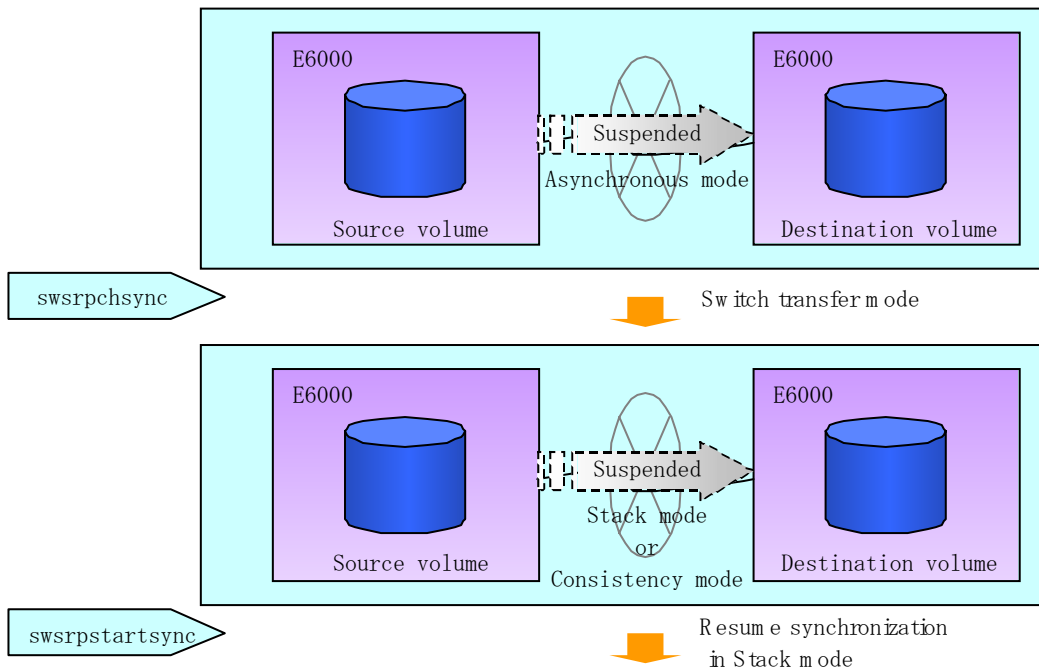 E6000
E6000
Suspended
Asynchronous mode
Source volume
Destination volume
swsrpchsync
Switch transfer mode
E6000
E6000
Suspended
Stack mode
or
Consistency mode
Source volume
Destination volume
swsrpstartsync
Resume synchronization
in Stack mode